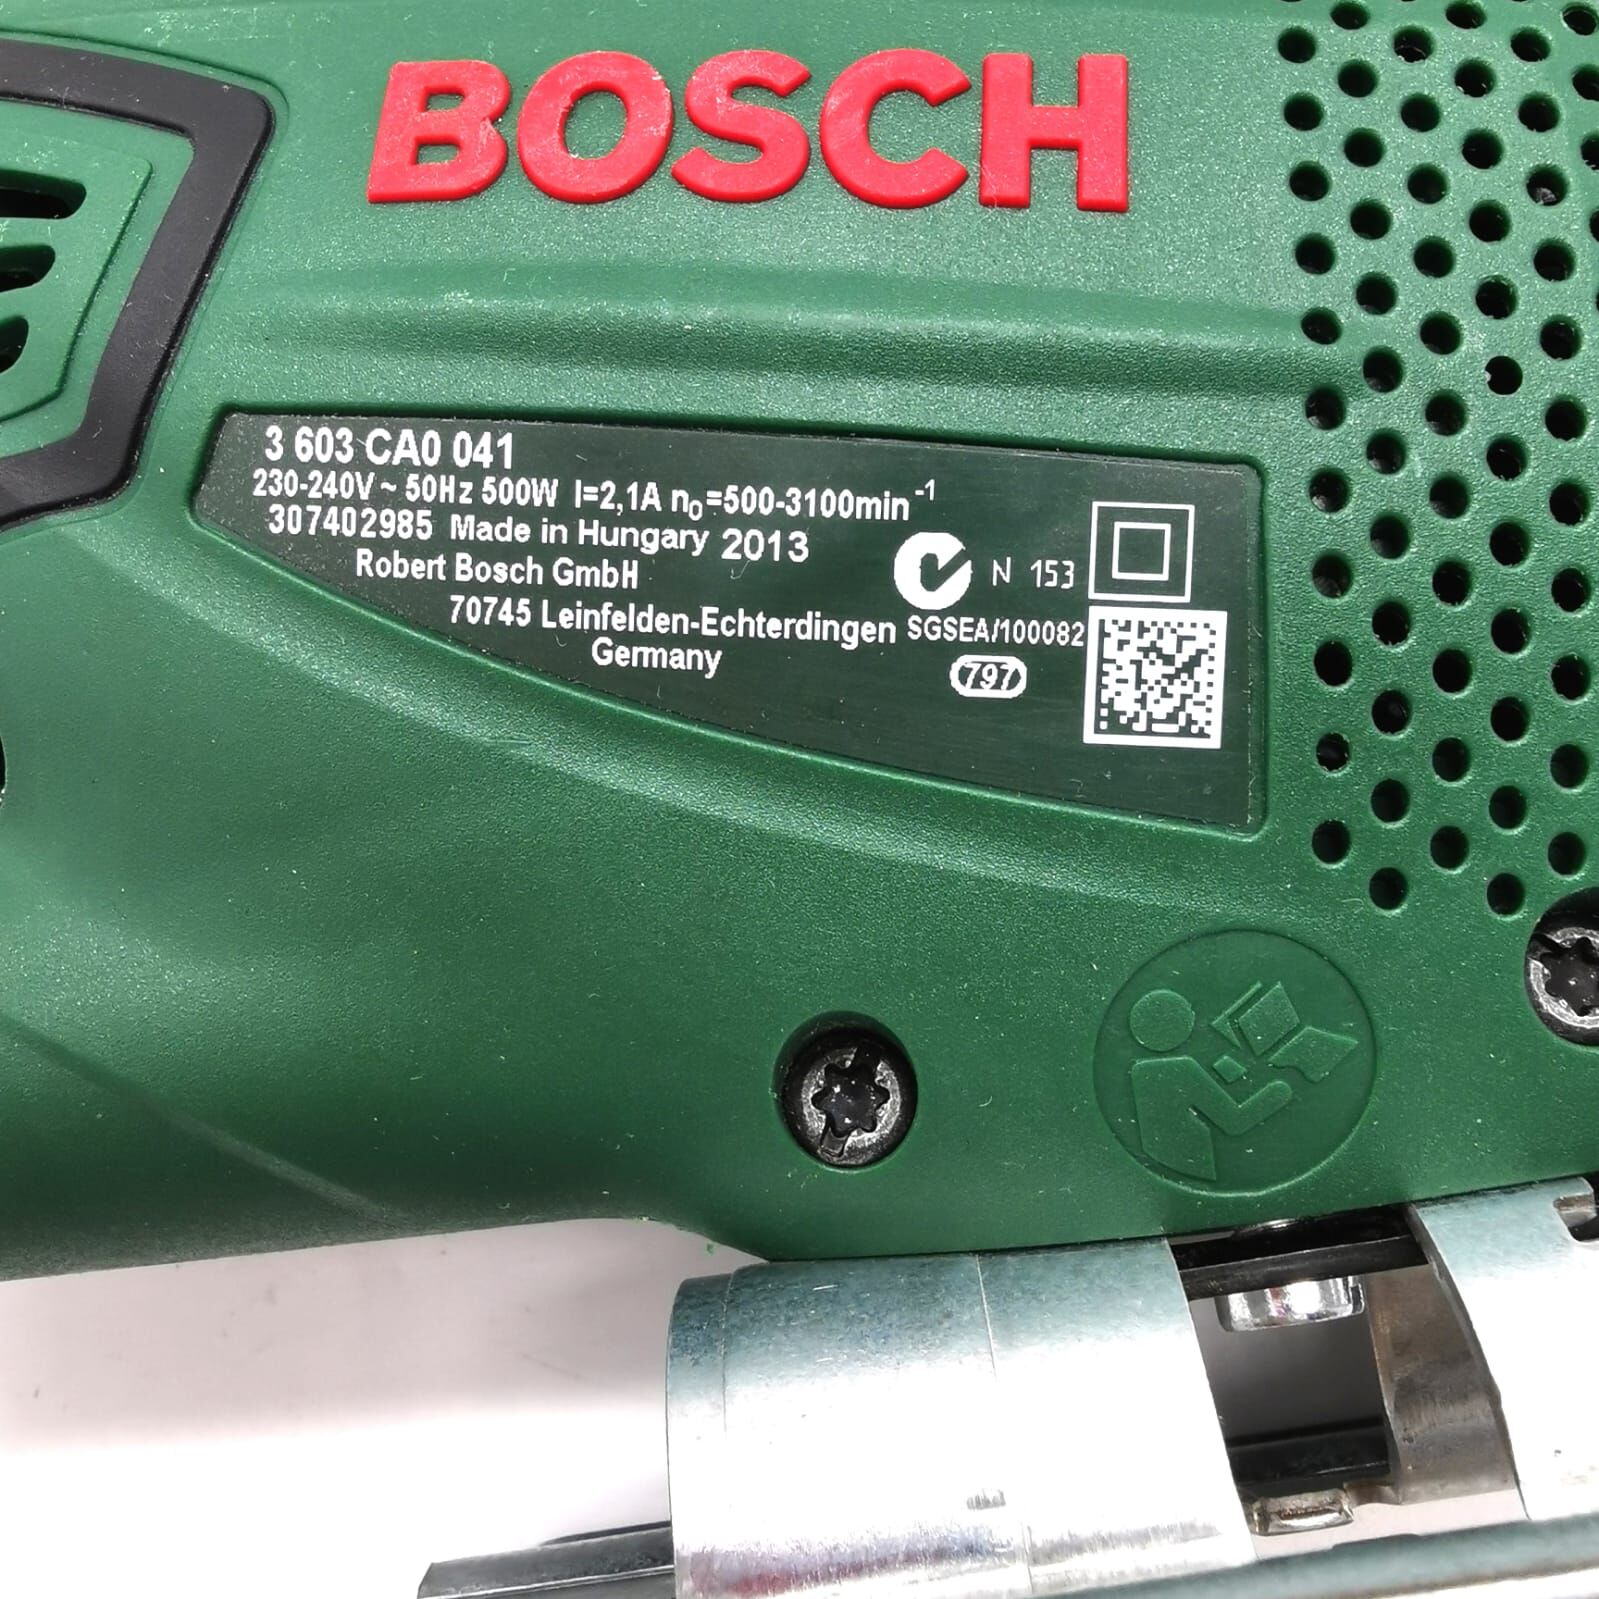 BOSCH
3 603 CA0 041
230-240V ~ 50Hz 500W I=2,1A n₀=500-3100min⁻¹
307402985 Made in Hungary 2013
Robert Bosch GmbH
70745 Leinfelden-Echterdingen
Germany
N 153
SGSEA/100082
797